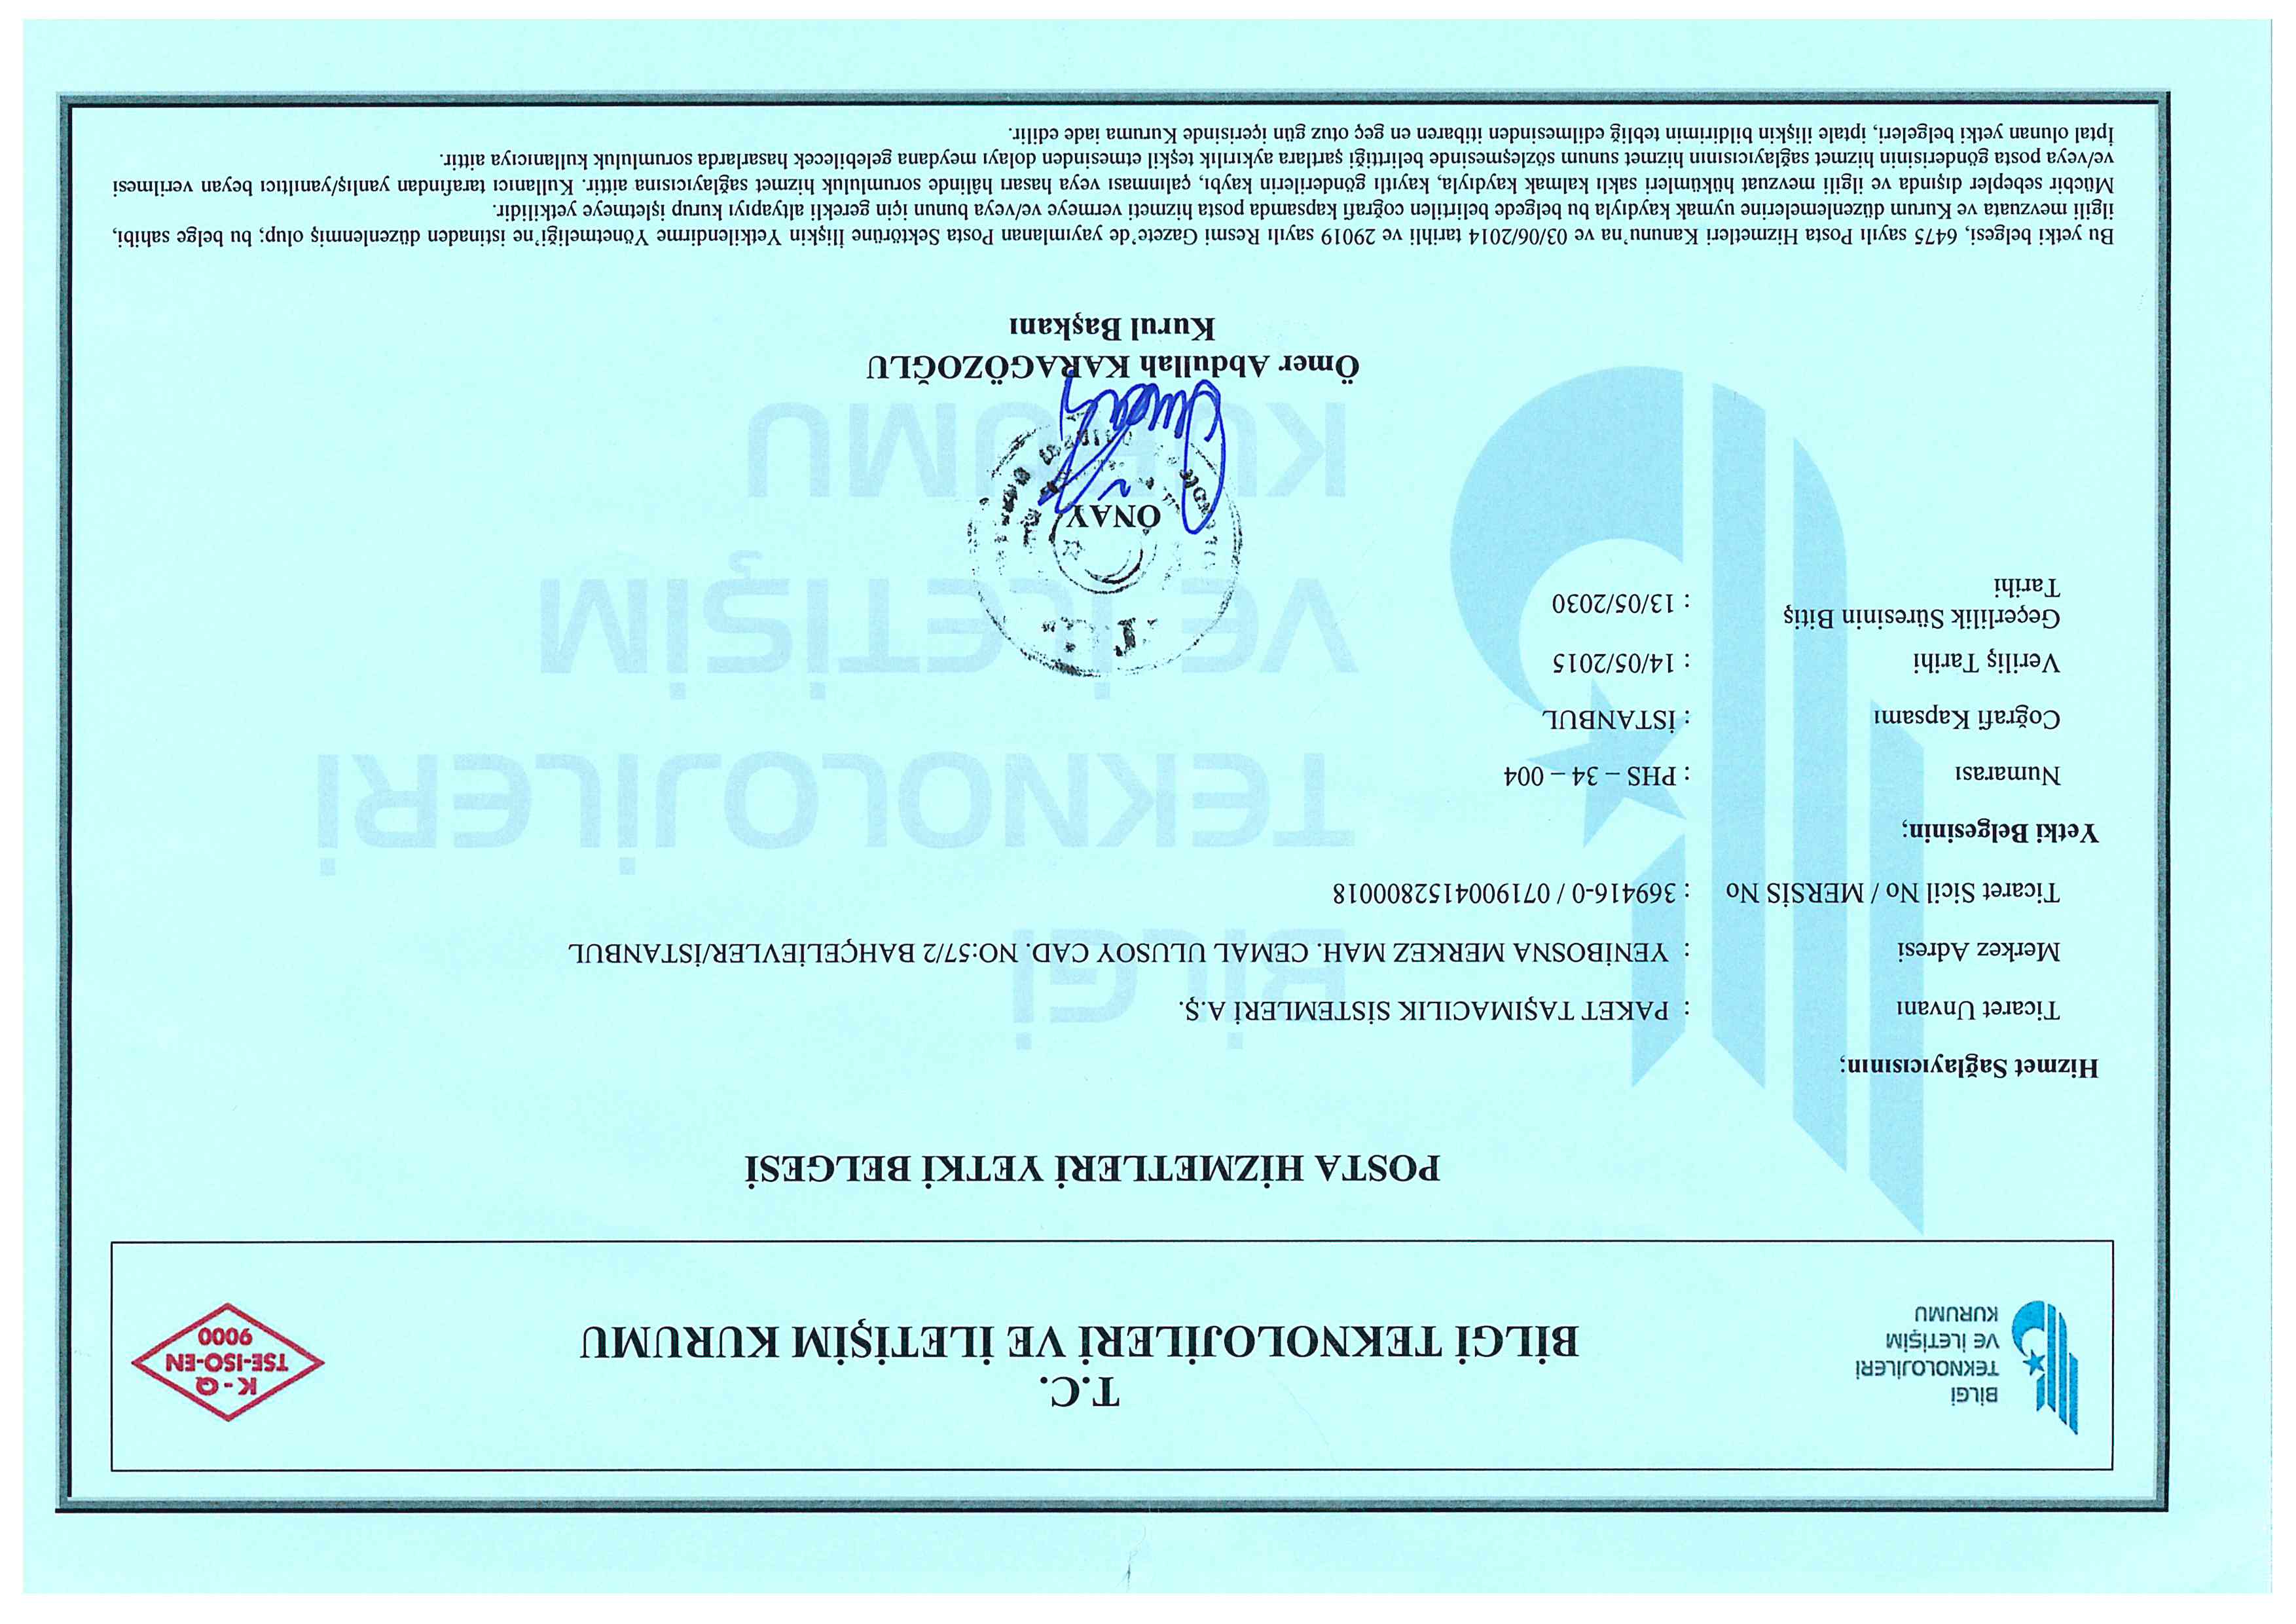 BİLGİ
TEKNOLOJİLERİ
VE İLETİŞİM
KURUMU
T.C.
BİLGİ TEKNOLOJİLERİ VE İLETİŞİM KURUMU
K-Q
TSE-ISO-EN
9000
POSTA HİZMETLERİ YETKİ BELGESİ
Hizmet Sağlayıcısının;
Ticaret Unvanı : PAKET TAŞIMACILIK SİSTEMLERİ A.Ş.
Merkez Adresi : YENİBOSNA MERKEZ MAH. CEMAL ULUSOY CAD. NO:57/2 BAHÇELİEVLER/İSTANBUL
Ticaret Sicil No / MERSİS No : 369416-0 / 0719004152800018
Yetki Belgesinin;
Numarası : PHS – 34 – 004
Coğrafi Kapsamı : İSTANBUL
Veriliş Tarihi : 14/05/2015
Geçerlilik Süresinin Bitiş
Tarihi : 13/05/2030
BİLGİ
TEKNOLOJİLERİ
VE İLETİŞİM
KURUMU
T.C.
ONAY
Ömer Abdullah KARAGÖZOĞLU
Kurul Başkanı
Bu yetki belgesi, 6475 sayılı Posta Hizmetleri Kanunu’na ve 03/06/2014 tarihli ve 29019 sayılı Resmi Gazete’de yayımlanan Posta Sektörüne İlişkin Yetkilendirme Yönetmeliği’ne istinaden düzenlenmiş olup; bu belge sahibi,
ilgili mevzuata ve Kurum düzenlemelerine uymak kaydıyla bu belgede belirtilen coğrafi kapsamda posta hizmeti vermeye ve/veya bunun için gerekli altyapıyı kurup işletmeye yetkilidir.
Mücbir sebepler dışında ve ilgili mevzuat hükümleri saklı kalmak kaydıyla, kayıtlı gönderilerin kaybı, çalınması veya hasarı hâlinde sorumluluk hizmet sağlayıcısına aittir. Kullanıcı tarafından yanlış/yanıltıcı beyan verilmesi
ve/veya posta gönderisinin hizmet sağlayıcısının hizmet sunum sözleşmesinde belirttiği şartlara aykırılık teşkil etmesinden dolayı meydana gelebilecek hasarlarda sorumluluk kullanıcıya aittir.
İptal olunan yetki belgeleri, iptale ilişkin bildirimin tebliğ edilmesinden itibaren en geç otuz gün içerisinde Kuruma iade edilir.